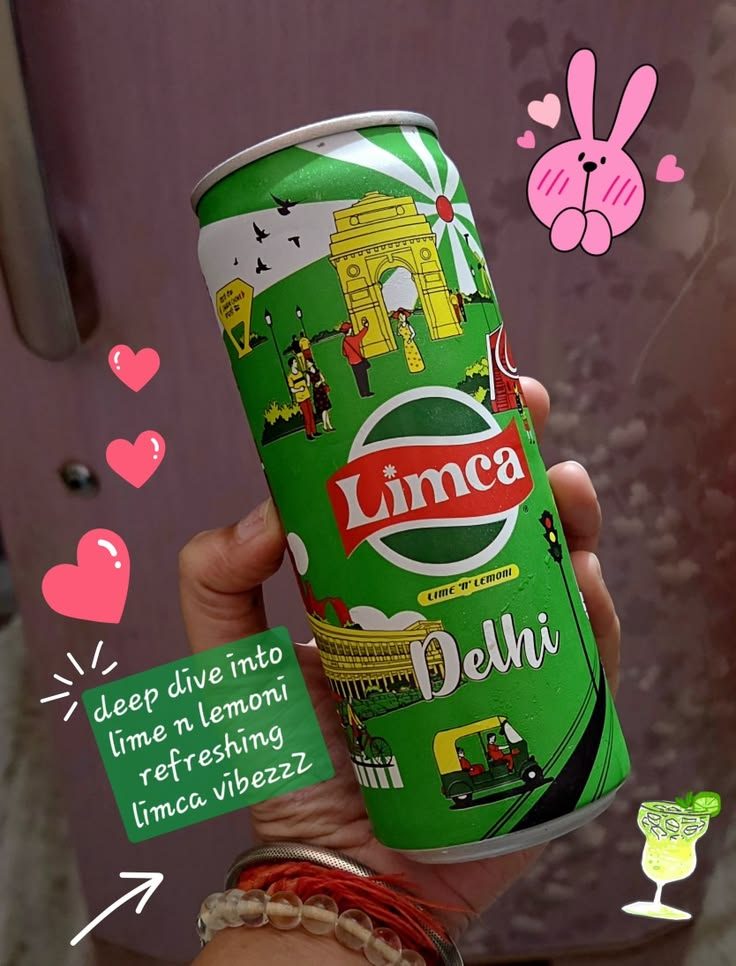 Limca
LIME 'N' LEMONI
Delhi
deep dive into
lime n lemoni
refreshing
limca vibezzZ